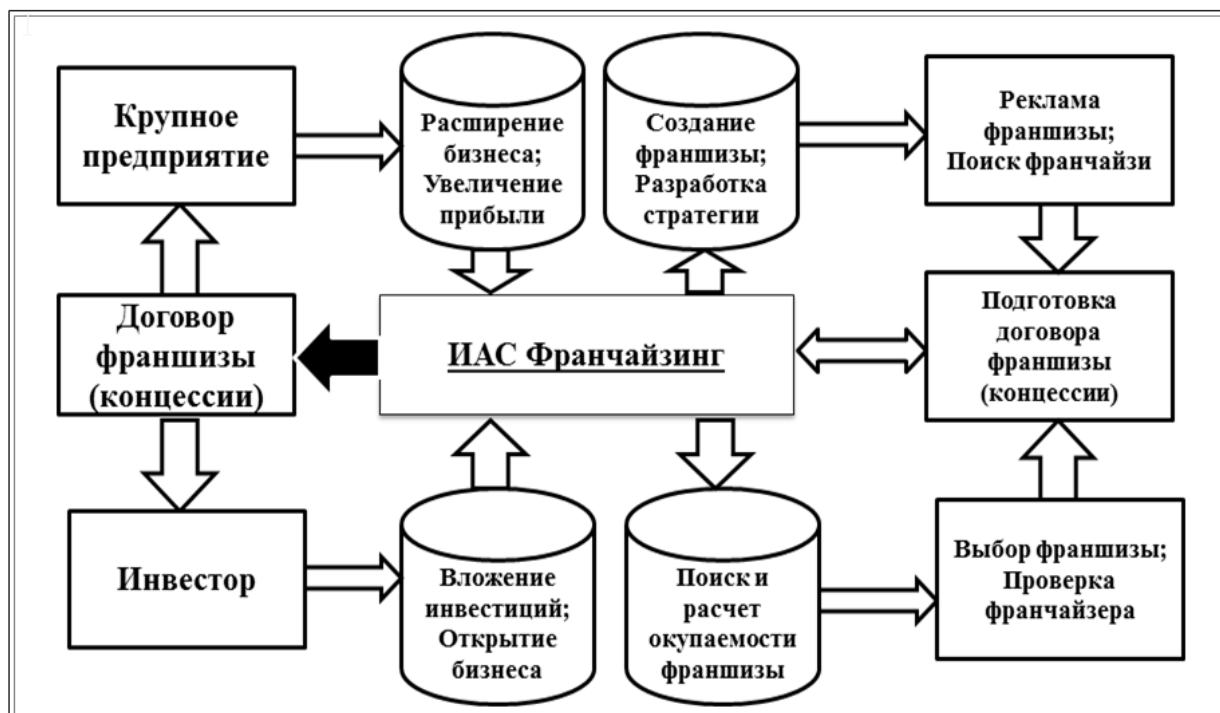 Крупное
предприятие
Расширение
бизнеса;
Увеличение
прибыли
Создание
франшизы;
Разработка
стратегии
Реклама
франшизы;
Поиск франчайзи
Договор
франшизы
(концессии)
ИАС Франчайзинг
Подготовка
договора
франшизы
(концессии)
Инвестор
Вложение
инвестиций;
Открытие
бизнеса
Поиск и
расчет
окупаемости
франшизы
Выбор франшизы;
Проверка
франчайзера